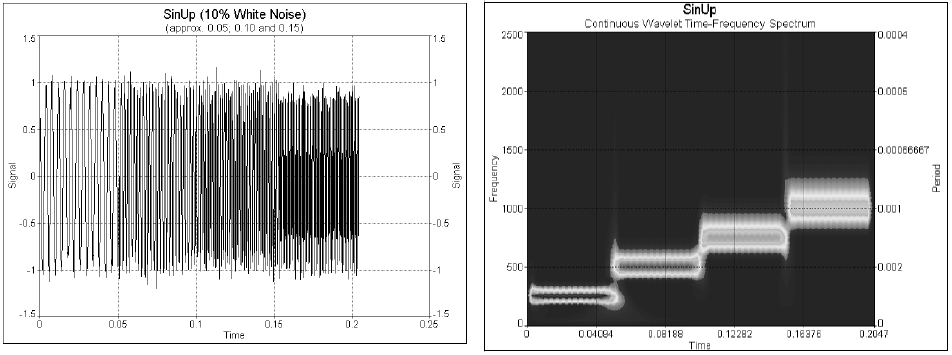 SinUp (10% White Noise)
(approx. 0.05, 0.10 and 0.15)
1.5 1.5
1 1
0.5 0.5
Signal 0 0 Signal
-0.5 -0.5
-1 -1
-1.5 -1.5
0 0.05 0.1 0.15 0.2 0.25
Time
SinUp
Continuous Wavelet Time-Frequency Spectrum
2500 0.0004
2000 0.0005
1500 0.00066667
Frequency Period
1000 0.001
500 0.002
0 0
0 0.04094 0.08188 0.12282 0.16376 0.2047
Time